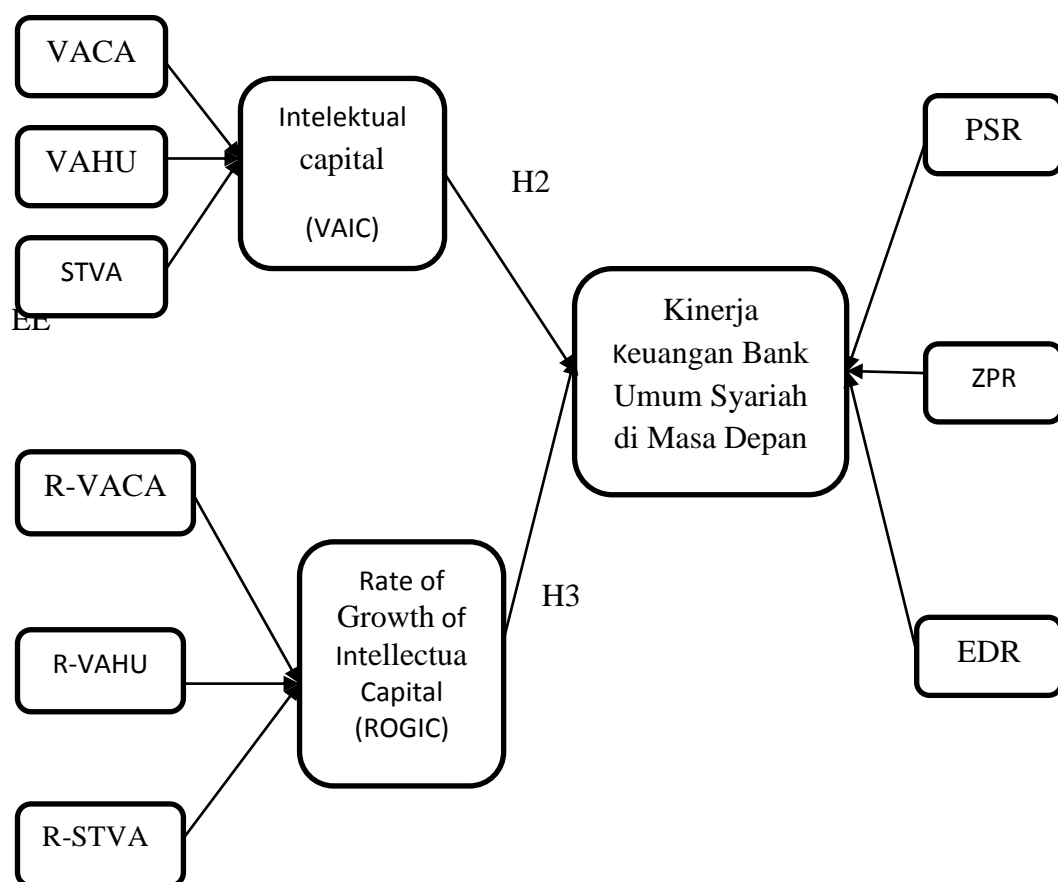 VACA
VAHU
STVA
EE
Intelektual
capital
(VAIC)
H2
Kinerja
Keuangan Bank
Umum Syariah
di Masa Depan
PSR
ZPR
EDR
R-VACA
R-VAHU
R-STVA
Rate of
Growth of
Intellectua
Capital
(ROGIC)
H3